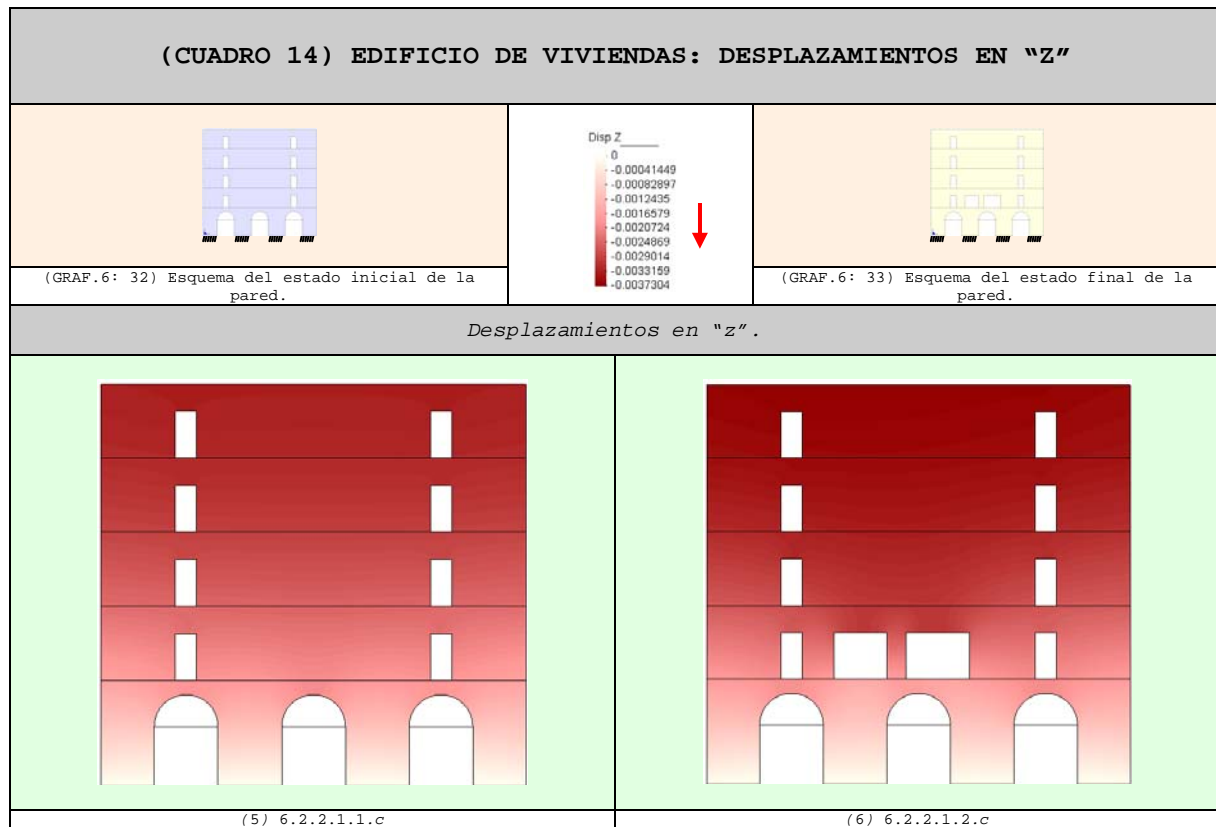 (CUADRO 14) EDIFICIO DE VIVIENDAS: DESPLAZAMIENTOS EN “Z”
(GRAF.6: 32) Esquema del estado inicial de la
pared.
Disp Z
0
-0.00041449
-0.00082897
-0.0012435
-0.0016579
-0.0020724
-0.0024869
-0.0029014
-0.0033159
-0.0037304
(GRAF.6: 33) Esquema del estado final de la
pared.
Desplazamientos en “z”.
(5) 6.2.2.1.1.c
(6) 6.2.2.1.2.c